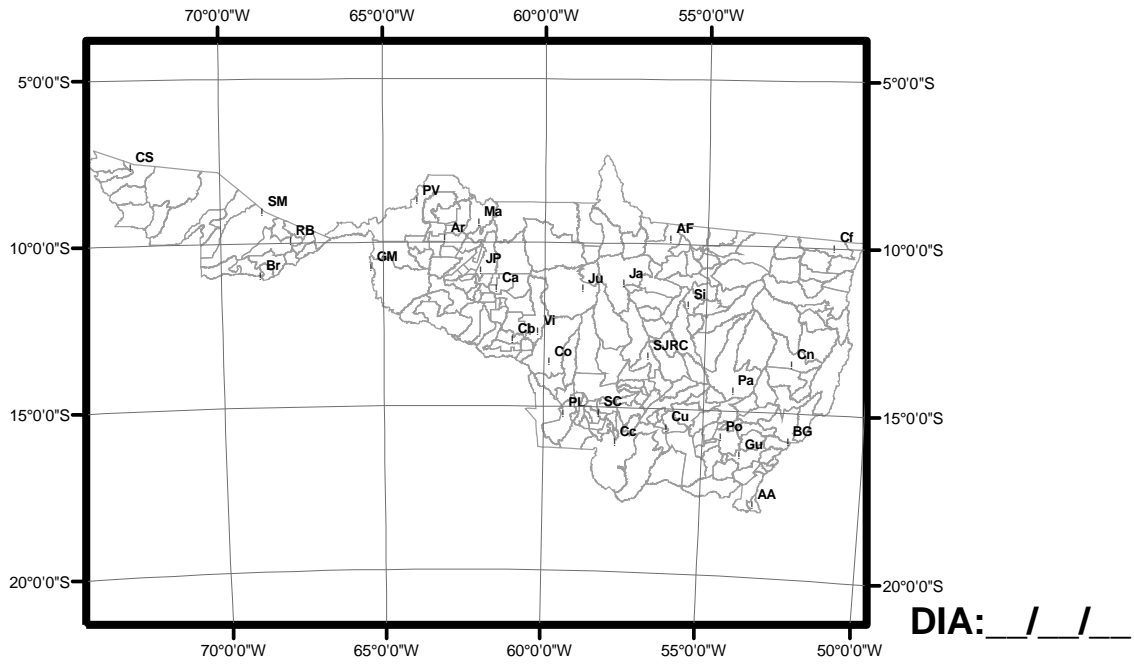 70°0'0"W 65°0'0"W 60°0'0"W 55°0'0"W
5°0'0"S 5°0'0"S
CS
PV
SM
Ma
RB
Ar
AF
Cf
10°0'0"S 10°0'0"S
GM
JP
Br
Ca
Ju
Ja
Si
Vi
Cb
SJRC
Co
Cn
Pa
PL
SC
15°0'0"S 15°0'0"S
Cu
Po
BG
Cc
Gu
AA
20°0'0"S 20°0'0"S
DIA:__/__/__
70°0'0"W 65°0'0"W 60°0'0"W 55°0'0"W 50°0'0"W